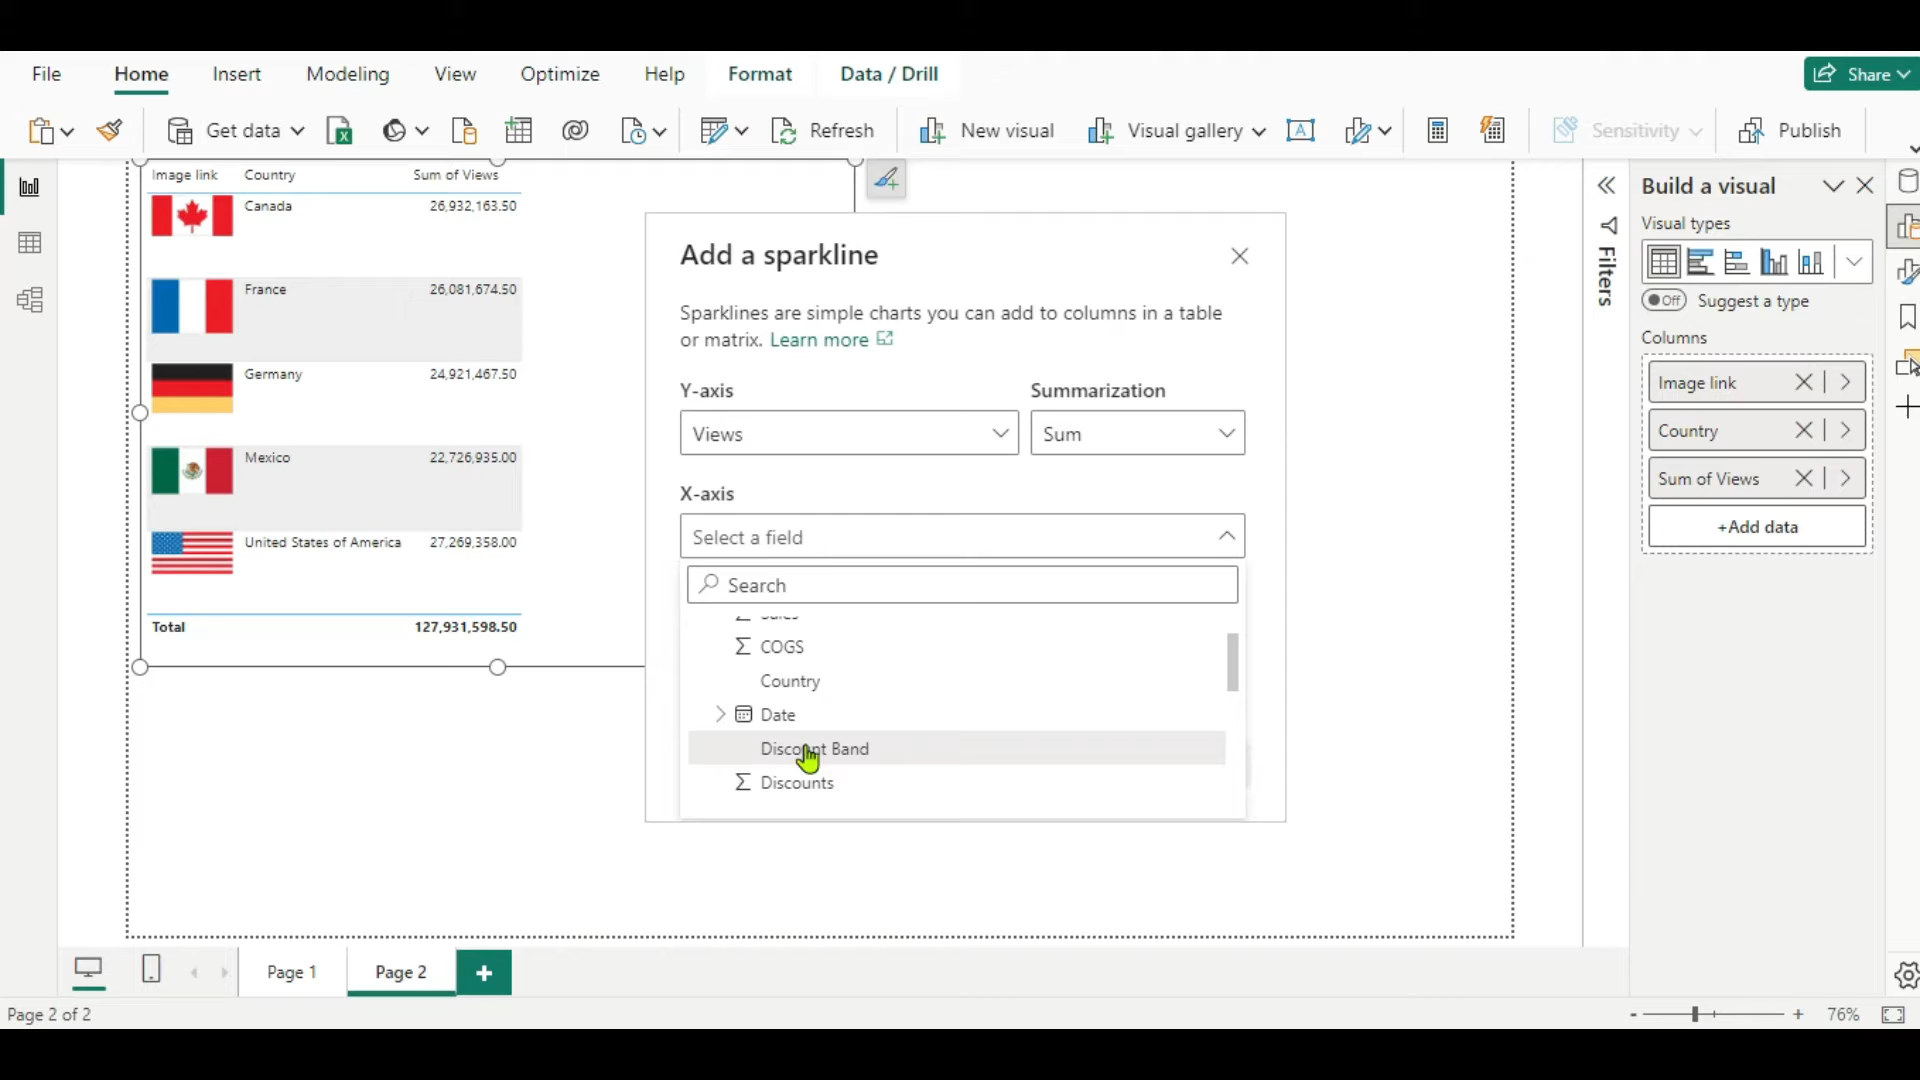 File Home Insert Modeling View Optimize Help Format Data / Drill Share
Get data Refresh New visual Visual gallery Sensitivity Publish
Image link Country Sum of Views
Canada 26,932,163.50
France 26,081,674.50
Germany 24,921,467.50
Mexico 22,726,935.00
United States of America 27,269,358.00
Total 127,931,598.50
Add a sparkline
Sparklines are simple charts you can add to columns in a table
or matrix. Learn more
Y-axis Summarization
Views Sum
X-axis
Select a field
Search
Sales
COGS
Country
Date
Discount Band
Discounts
Filters
Build a visual
Visual types
Off Suggest a type
Columns
Image link
Country
Sum of Views
+Add data
Page 1 Page 2
Page 2 of 2
76%